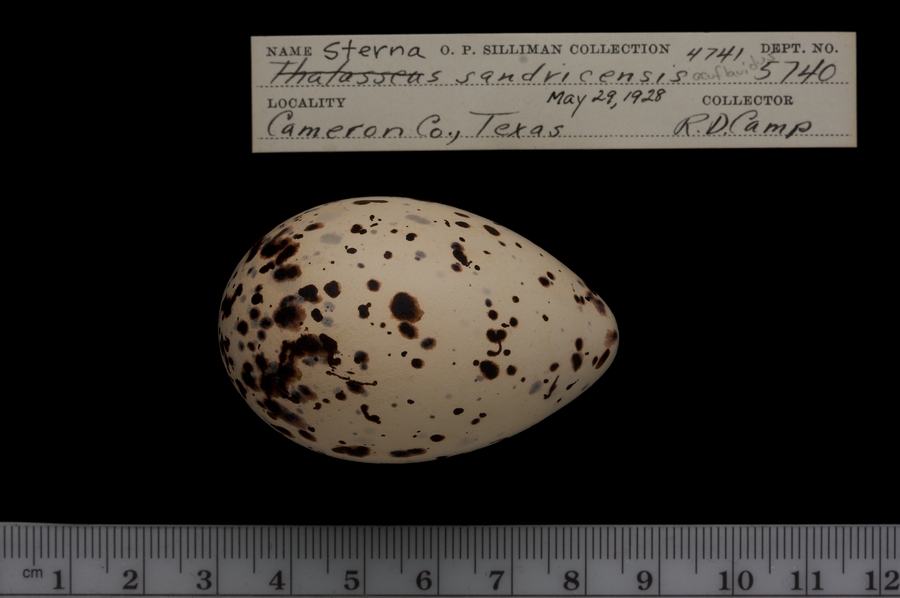 NAME Sterna O. P. SILLIMAN COLLECTION 4741 DEPT. NO.
Thalasseus sandvicensis acuflavidus 5740
LOCALITY May 29, 1928 COLLECTOR
Cameron Co., Texas R.D. Camp
cm 1 2 3 4 5 6 7 8 9 10 11 12